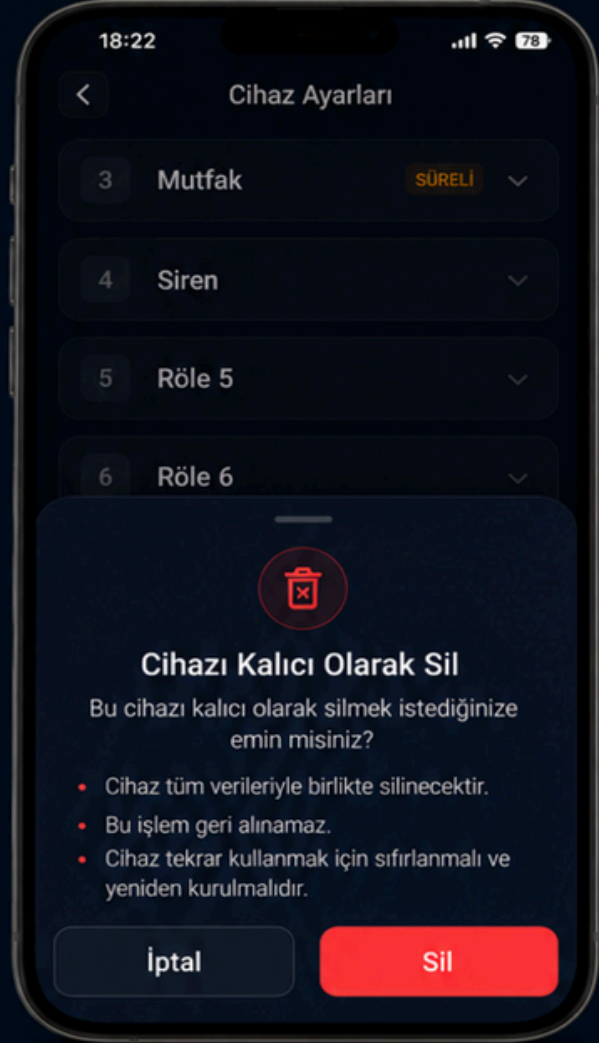 18:22
78
Cihaz Ayarları
3 Mutfak SÜRELİ
4 Siren
5 Röle 5
6 Röle 6
Cihazı Kalıcı Olarak Sil
Bu cihazı kalıcı olarak silmek istediğinize
emin misiniz?
• Cihaz tüm verileriyle birlikte silinecektir.
• Bu işlem geri alınamaz.
• Cihaz tekrar kullanmak için sıfırlanmalı ve
yeniden kurulmalıdır.
İptal Sil